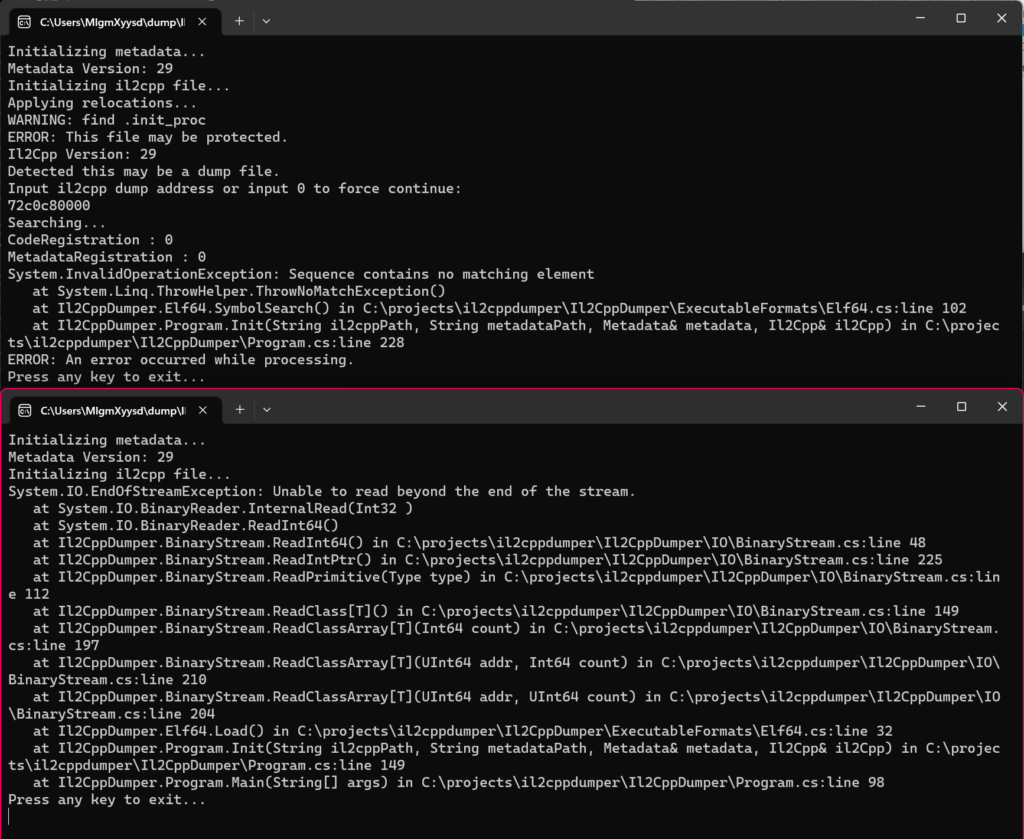 C:\Users\MlgmXyysd\dump\Il
Initializing metadata...
Metadata Version: 29
Initializing il2cpp file...
Applying relocations...
WARNING: find .init_proc
ERROR: This file may be protected.
Il2Cpp Version: 29
Detected this may be a dump file.
Input il2cpp dump address or input 0 to force continue:
72c0c80000
Searching...
CodeRegistration : 0
MetadataRegistration : 0
System.InvalidOperationException: Sequence contains no matching element
   at System.Linq.ThrowHelper.ThrowNoMatchException()
   at Il2CppDumper.Elf64.SymbolSearch() in C:\projects\il2cppdumper\Il2CppDumper\ExecutableFormats\Elf64.cs:line 102
   at Il2CppDumper.Program.Init(String il2cppPath, String metadataPath, Metadata& metadata, Il2Cpp& il2Cpp) in C:\projec
ts\il2cppdumper\Il2CppDumper\Program.cs:line 228
ERROR: An error occurred while processing.
Press any key to exit...
C:\Users\MlgmXyysd\dump\Il
Initializing metadata...
Metadata Version: 29
Initializing il2cpp file...
System.IO.EndOfStreamException: Unable to read beyond the end of the stream.
   at System.IO.BinaryReader.InternalRead(Int32 )
   at System.IO.BinaryReader.ReadInt64()
   at Il2CppDumper.BinaryStream.ReadInt64() in C:\projects\il2cppdumper\Il2CppDumper\IO\BinaryStream.cs:line 48
   at Il2CppDumper.BinaryStream.ReadIntPtr() in C:\projects\il2cppdumper\Il2CppDumper\IO\BinaryStream.cs:line 225
   at Il2CppDumper.BinaryStream.ReadPrimitive(Type type) in C:\projects\il2cppdumper\Il2CppDumper\IO\BinaryStream.cs:lin
e 112
   at Il2CppDumper.BinaryStream.ReadClass[T]() in C:\projects\il2cppdumper\Il2CppDumper\IO\BinaryStream.cs:line 149
   at Il2CppDumper.BinaryStream.ReadClassArray[T](Int64 count) in C:\projects\il2cppdumper\Il2CppDumper\IO\BinaryStream.
cs:line 197
   at Il2CppDumper.BinaryStream.ReadClassArray[T](UInt64 addr, Int64 count) in C:\projects\il2cppdumper\Il2CppDumper\IO\
BinaryStream.cs:line 210
   at Il2CppDumper.BinaryStream.ReadClassArray[T](UInt64 addr, UInt64 count) in C:\projects\il2cppdumper\Il2CppDumper\IO
\BinaryStream.cs:line 204
   at Il2CppDumper.Elf64.Load() in C:\projects\il2cppdumper\Il2CppDumper\ExecutableFormats\Elf64.cs:line 32
   at Il2CppDumper.Program.Init(String il2cppPath, String metadataPath, Metadata& metadata, Il2Cpp& il2Cpp) in C:\projec
ts\il2cppdumper\Il2CppDumper\Program.cs:line 149
   at Il2CppDumper.Program.Main(String[] args) in C:\projects\il2cppdumper\Il2CppDumper\Program.cs:line 98
Press any key to exit...